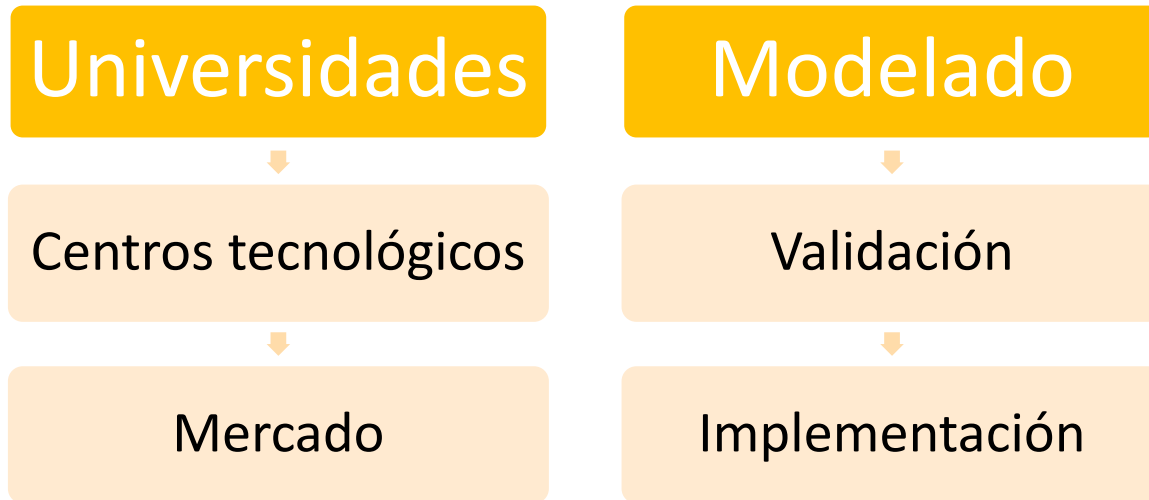 Universidades
Centros tecnológicos
Mercado
Modelado
Validación
Implementación